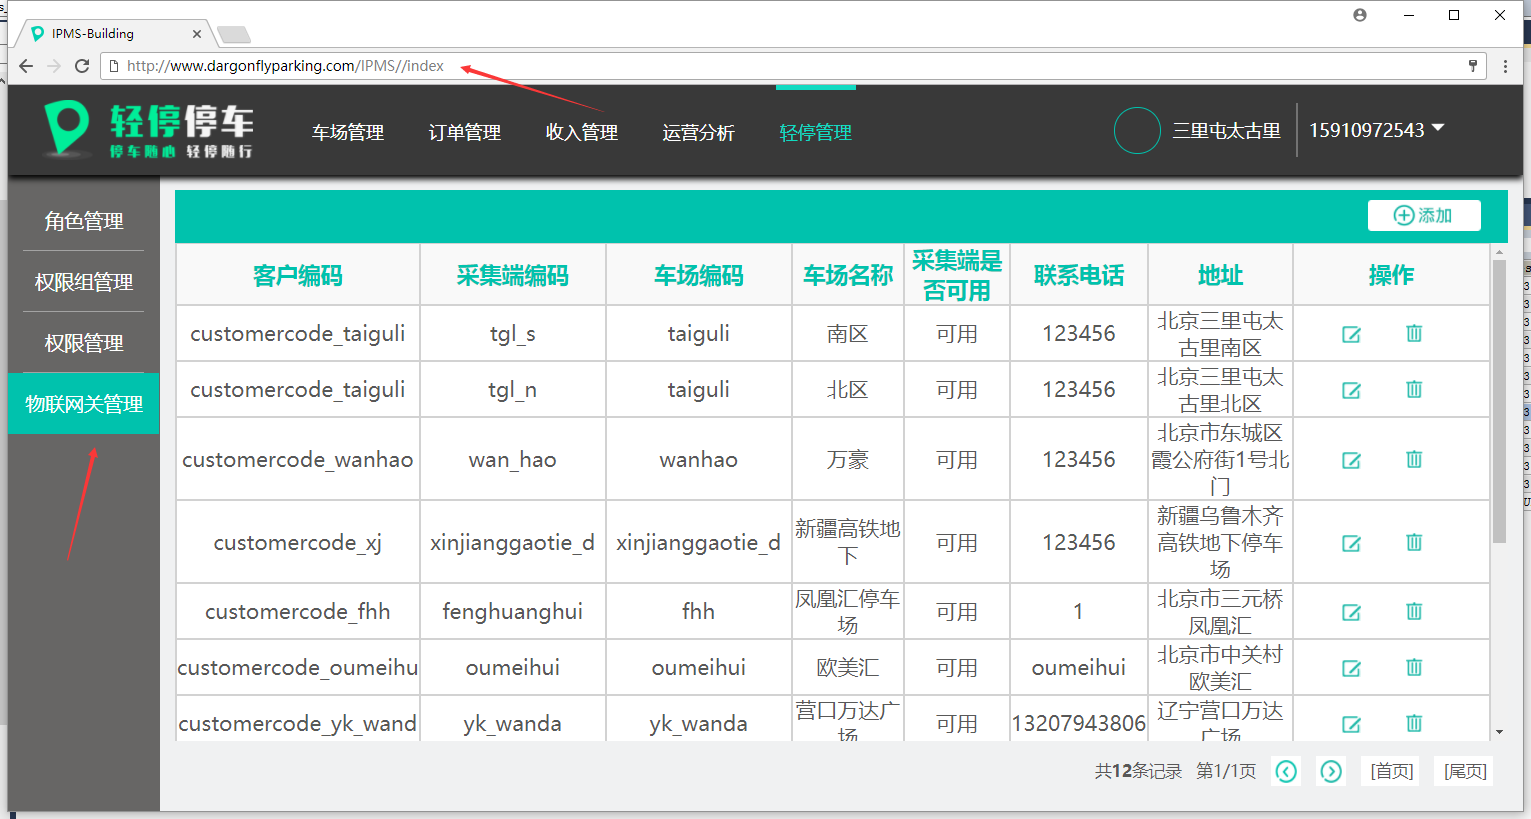 IPMS-Building
http://www.dargonflyparking.com/IPMS//index
轻停停车
停车随心 轻停随行
车场管理 订单管理 收入管理 运营分析 轻停管理
三里屯太古里 15910972543
角色管理
权限组管理
权限管理
物联网关管理
添加
客户编码 采集端编码 车场编码 车场名称 采集端是否可用 联系电话 地址 操作
customercode_taiguli tgl_s taiguli 南区 可用 123456 北京三里屯太古里南区
customercode_taiguli tgl_n taiguli 北区 可用 123456 北京三里屯太古里北区
customercode_wanhao wan_hao wanhao 万豪 可用 123456 北京市东城区霞公府街1号北门
customercode_xj xinjianggaotie_d xinjianggaotie_d 新疆高铁地下 可用 123456 新疆乌鲁木齐高铁地下停车场
customercode_fhh fenghuanghui fhh 凤凰汇停车场 可用 1 北京市三元桥凤凰汇
customercode_oumeihu oumeihui oumeihui 欧美汇 可用 oumeihui 北京市中关村欧美汇
customercode_yk_wand yk_wanda yk_wanda 营口万达广场 可用 13207943806 辽宁营口万达广场
共12条记录 第1/1页 [首页] [尾页]